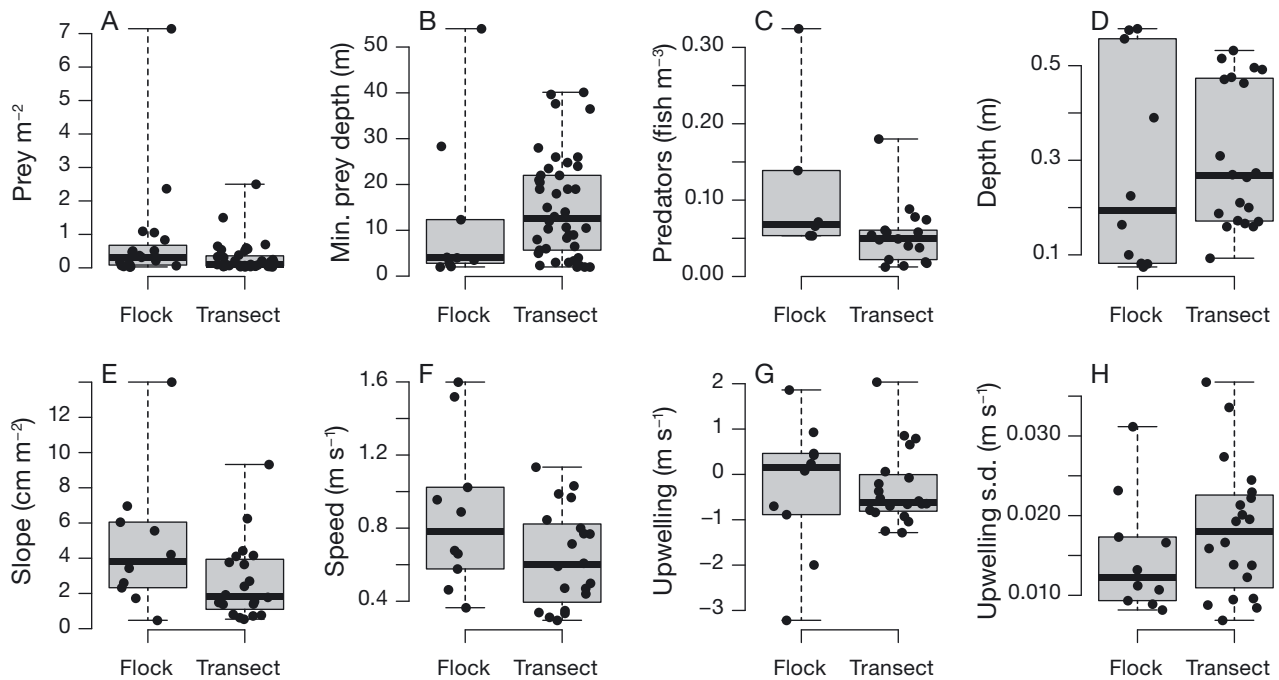 A
Prey m⁻²
7
6
5
4
3
2
1
0
Flock Transect
B
Min. prey depth (m)
50
40
30
20
10
0
Flock Transect
C
Predators (fish m⁻³)
0.30
0.20
0.10
0.00
Flock Transect
D
Depth (m)
0.5
0.3
0.1
Flock Transect
E
Slope (cm m⁻²)
12
10
8
6
4
2
0
Flock Transect
F
Speed (m s⁻¹)
1.6
1.2
0.8
0.4
Flock Transect
G
Upwelling (m s⁻¹)
2
1
0
−1
−2
−3
Flock Transect
H
Upwelling s.d. (m s⁻¹)
0.030
0.020
0.010
Flock Transect